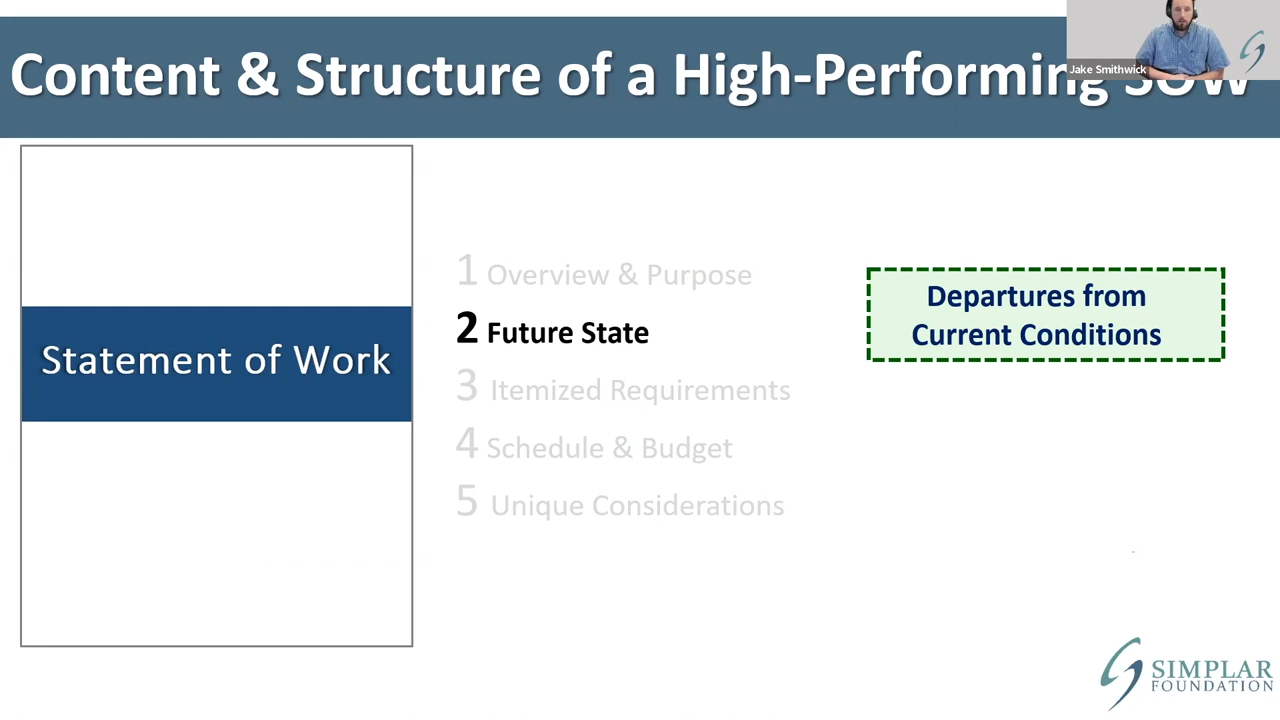 Content & Structure of a High-Performing SOW
Jake Smithwick
Statement of Work
1 Overview & Purpose
2 Future State
3 Itemized Requirements
4 Schedule & Budget
5 Unique Considerations
Departures from
Current Conditions
SIMPLAR
FOUNDATION